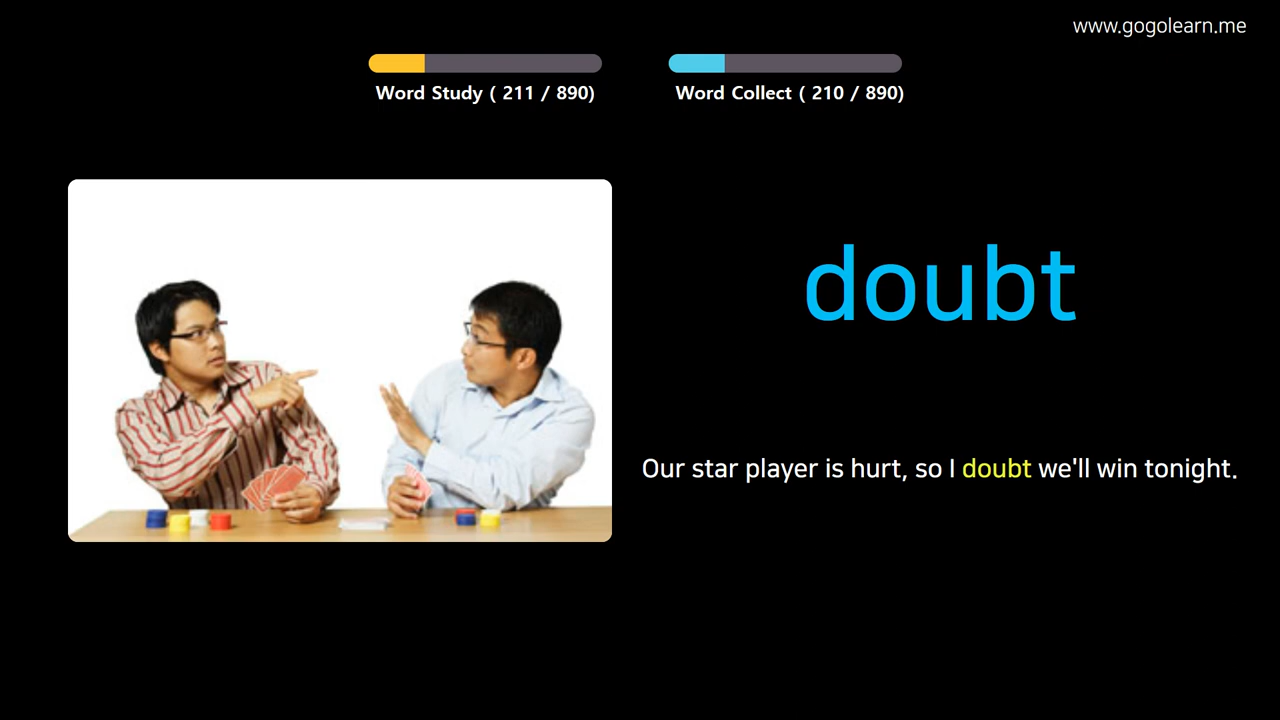 www.gogolearn.me
Word Study ( 211 / 890)
Word Collect ( 210 / 890)
doubt
Our star player is hurt, so I doubt we'll win tonight.